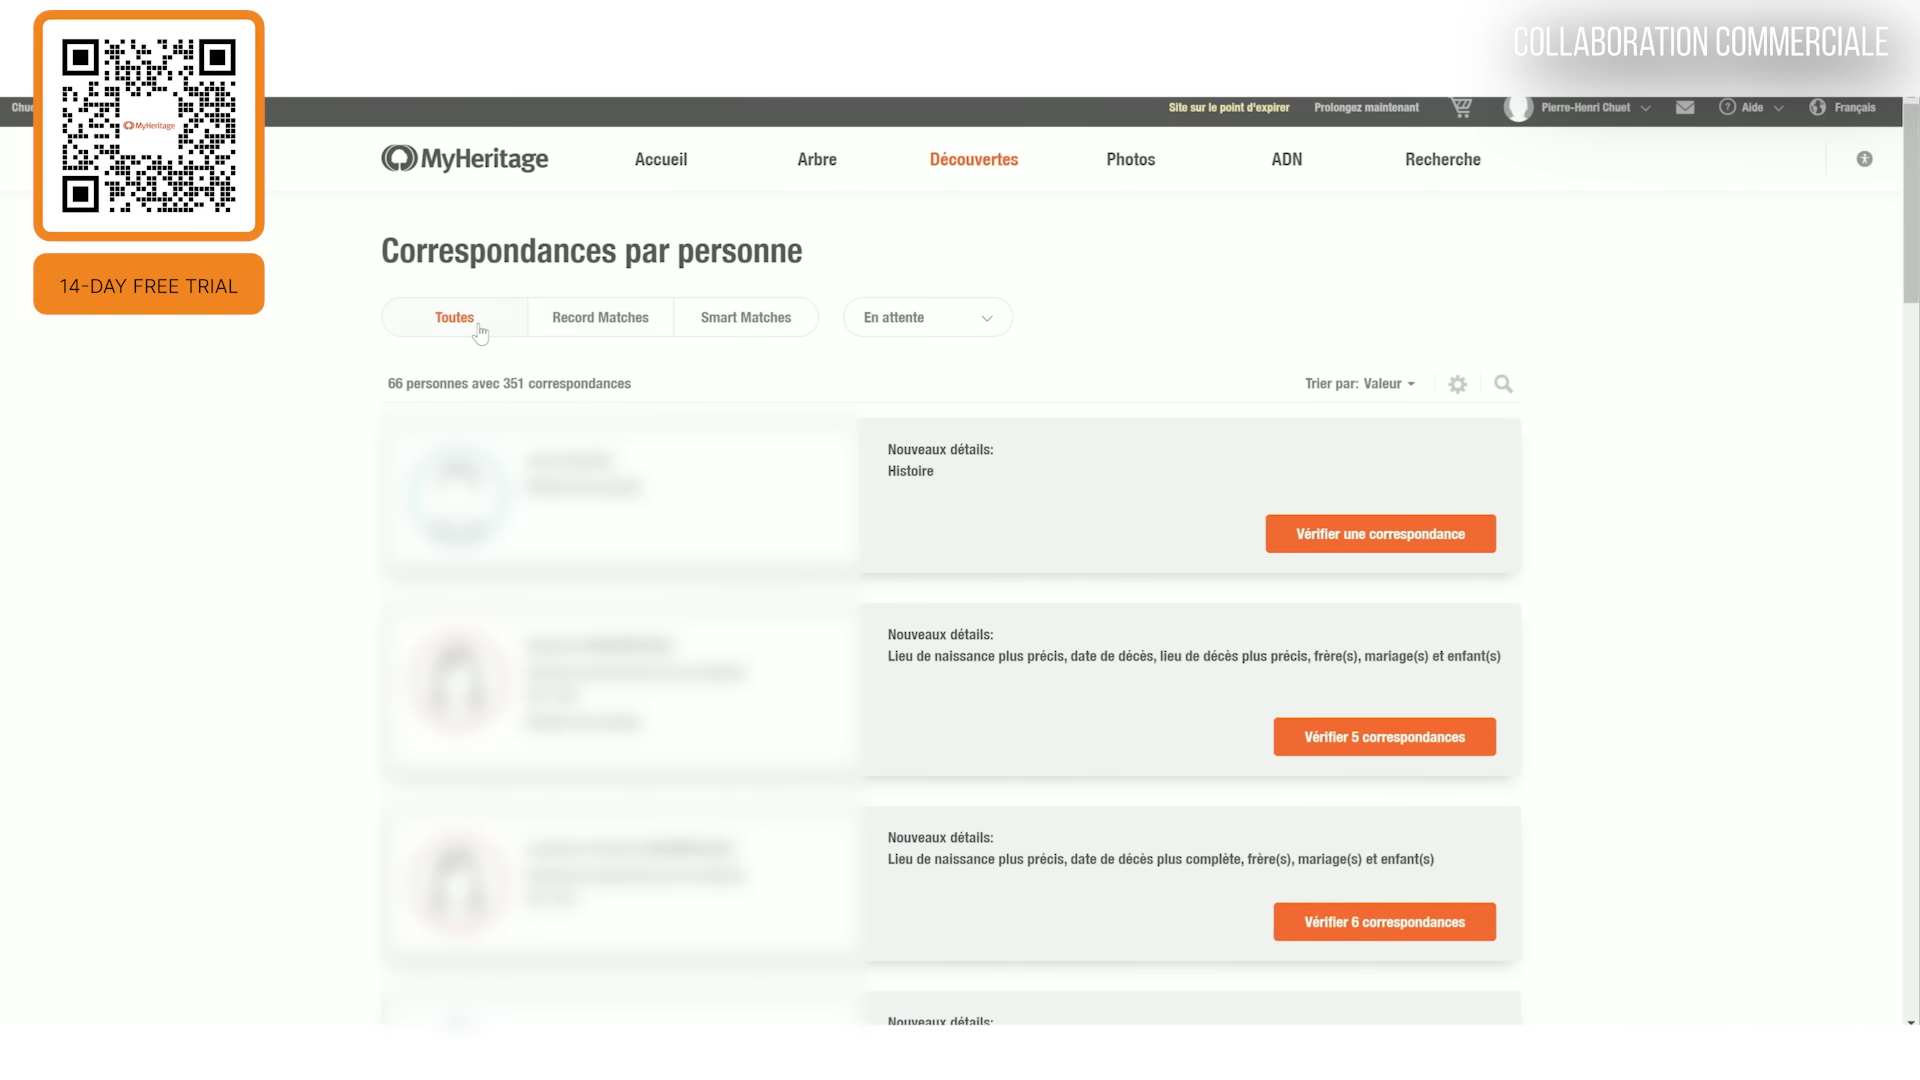 COLLABORATION COMMERCIALE
MyHeritage
14-DAY FREE TRIAL
Site sur le point d'expirer
Prolongez maintenant
Pierre-Henri Chuet
Aide
Français
MyHeritage
Accueil
Arbre
Découvertes
Photos
ADN
Recherche
Correspondances par personne
Toutes
Record Matches
Smart Matches
En attente
66 personnes avec 351 correspondances
Trier par: Valeur
Nouveaux détails:
Histoire
Vérifier une correspondance
Nouveaux détails:
Lieu de naissance plus précis, date de décès, lieu de décès plus précis, frère(s), mariage(s) et enfant(s)
Vérifier 5 correspondances
Nouveaux détails:
Lieu de naissance plus précis, date de décès plus complète, frère(s), mariage(s) et enfant(s)
Vérifier 6 correspondances
Nouveaux détails: